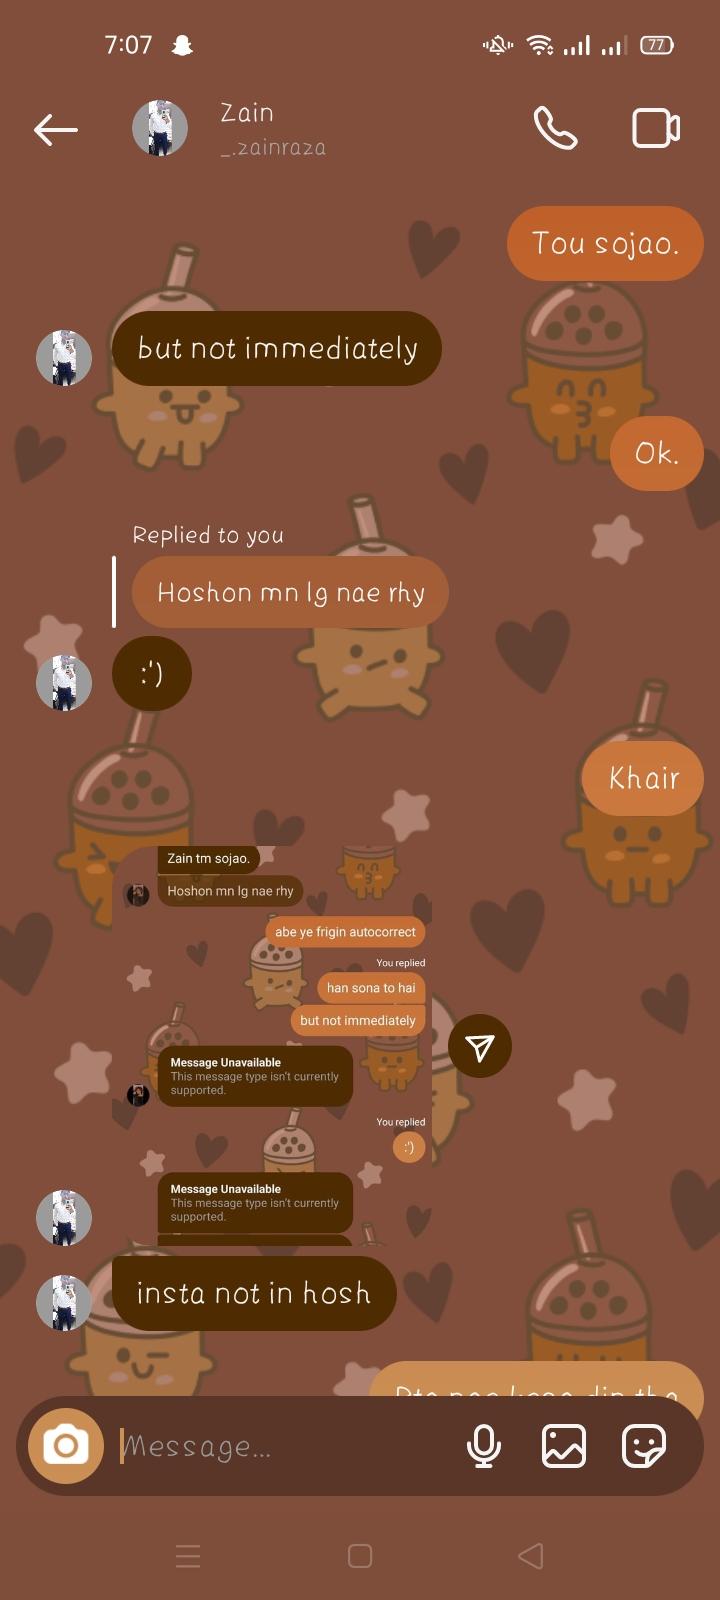 7:07
77
Zain
_.zainraza
Tou sojao.
but not immediately
Ok.
Replied to you
Hoshon mn lg nae rhy
:')
Khair
Zain tm sojao.
Hoshon mn lg nae rhy
abe ye frigin autocorrect
You replied
han sona to hai
but not immediately
Message Unavailable
This message type isn't currently
supported.
You replied
:')
Message Unavailable
This message type isn't currently
supported.
insta not in hosh
Message...